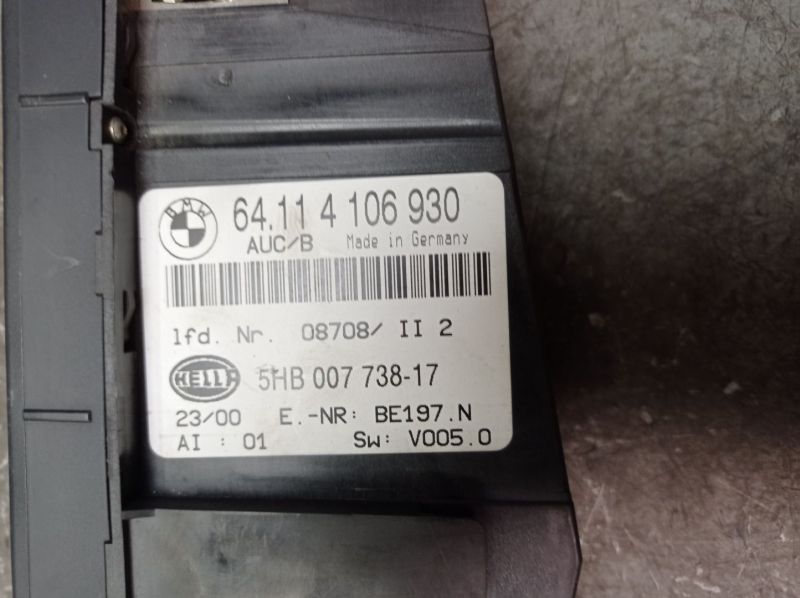 BMW
64.11 4 106 930
AUC/B Made in Germany
lfd. Nr. 08708/ II 2
HELLA 5HB 007 738-17
23/00 E.-NR: BE197.N
AI : 01 Sw: V005.0